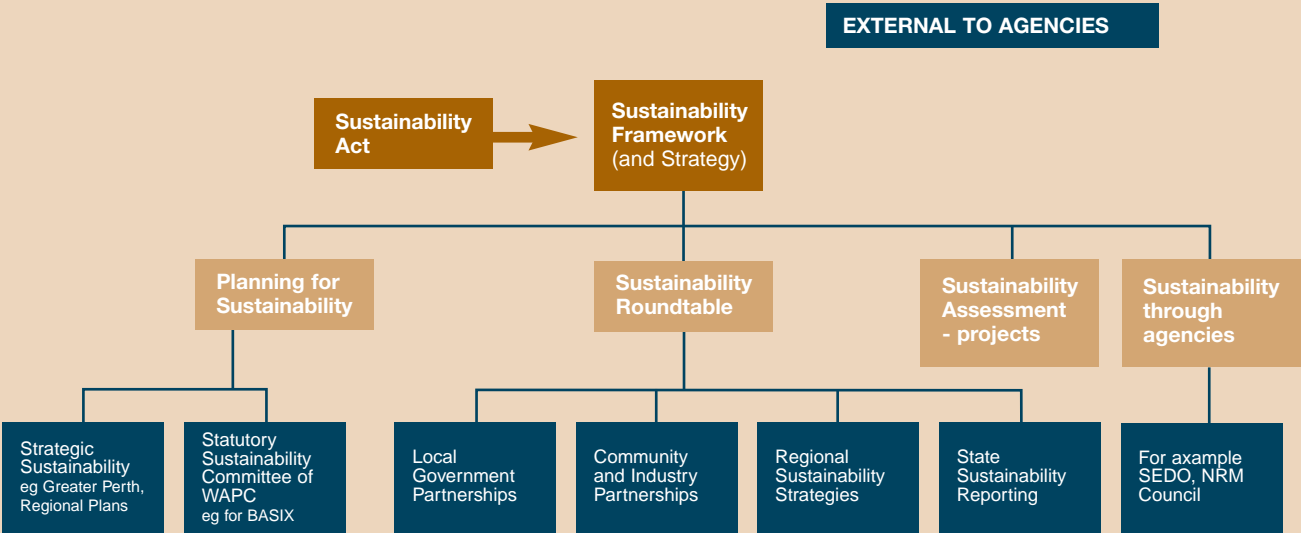 EXTERNAL TO AGENCIES
Sustainability
Act
Sustainability
Framework
(and Strategy)
Planning for
Sustainability
Sustainability
Roundtable
Sustainability
Assessment
- projects
Sustainability
through
agencies
Strategic
Sustainability
eg Greater Perth,
Regional Plans
Statutory
Sustainability
Committee of
WAPC
eg for BASIX
Local
Government
Partnerships
Community
and Industry
Partnerships
Regional
Sustainability
Strategies
State
Sustainability
Reporting
For axample
SEDO, NRM
Council